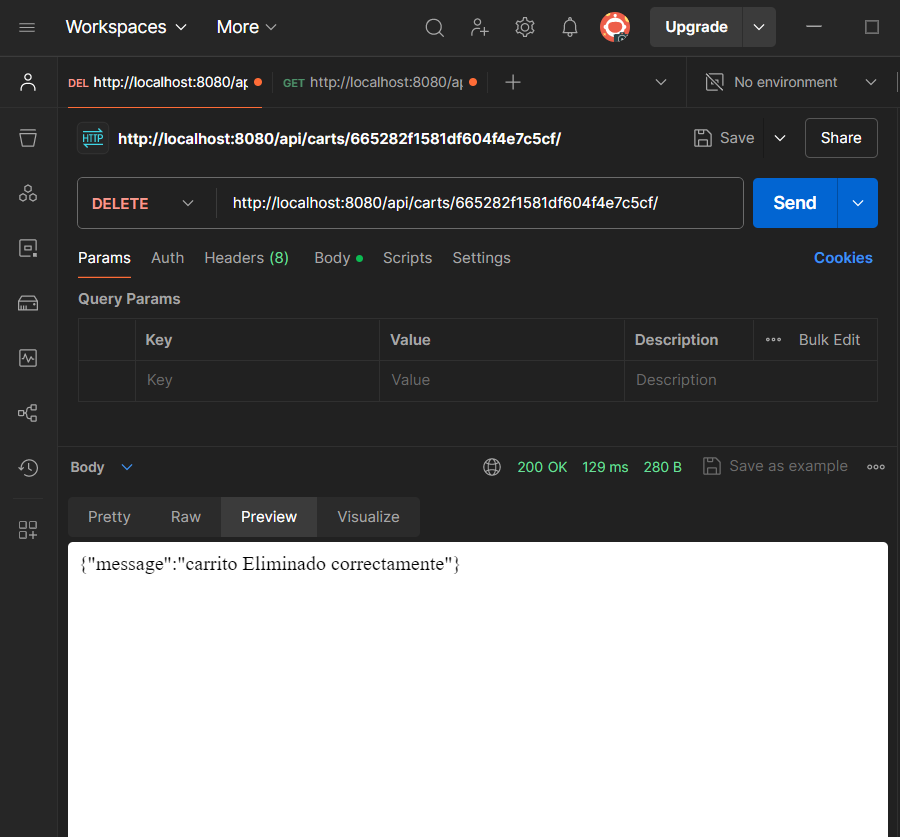 Workspaces More Upgrade
DEL http://localhost:8080/ap GET http://localhost:8080/ap No environment
HTTP http://localhost:8080/api/carts/665282f1581df604f4e7c5cf/ Save Share
DELETE http://localhost:8080/api/carts/665282f1581df604f4e7c5cf/ Send
Params Auth Headers (8) Body Scripts Settings Cookies
Query Params
Key Value Description Bulk Edit
Key Value Description
Body 200 OK 129 ms 280 B Save as example
Pretty Raw Preview Visualize
{"message":"carrito Eliminado correctamente"}